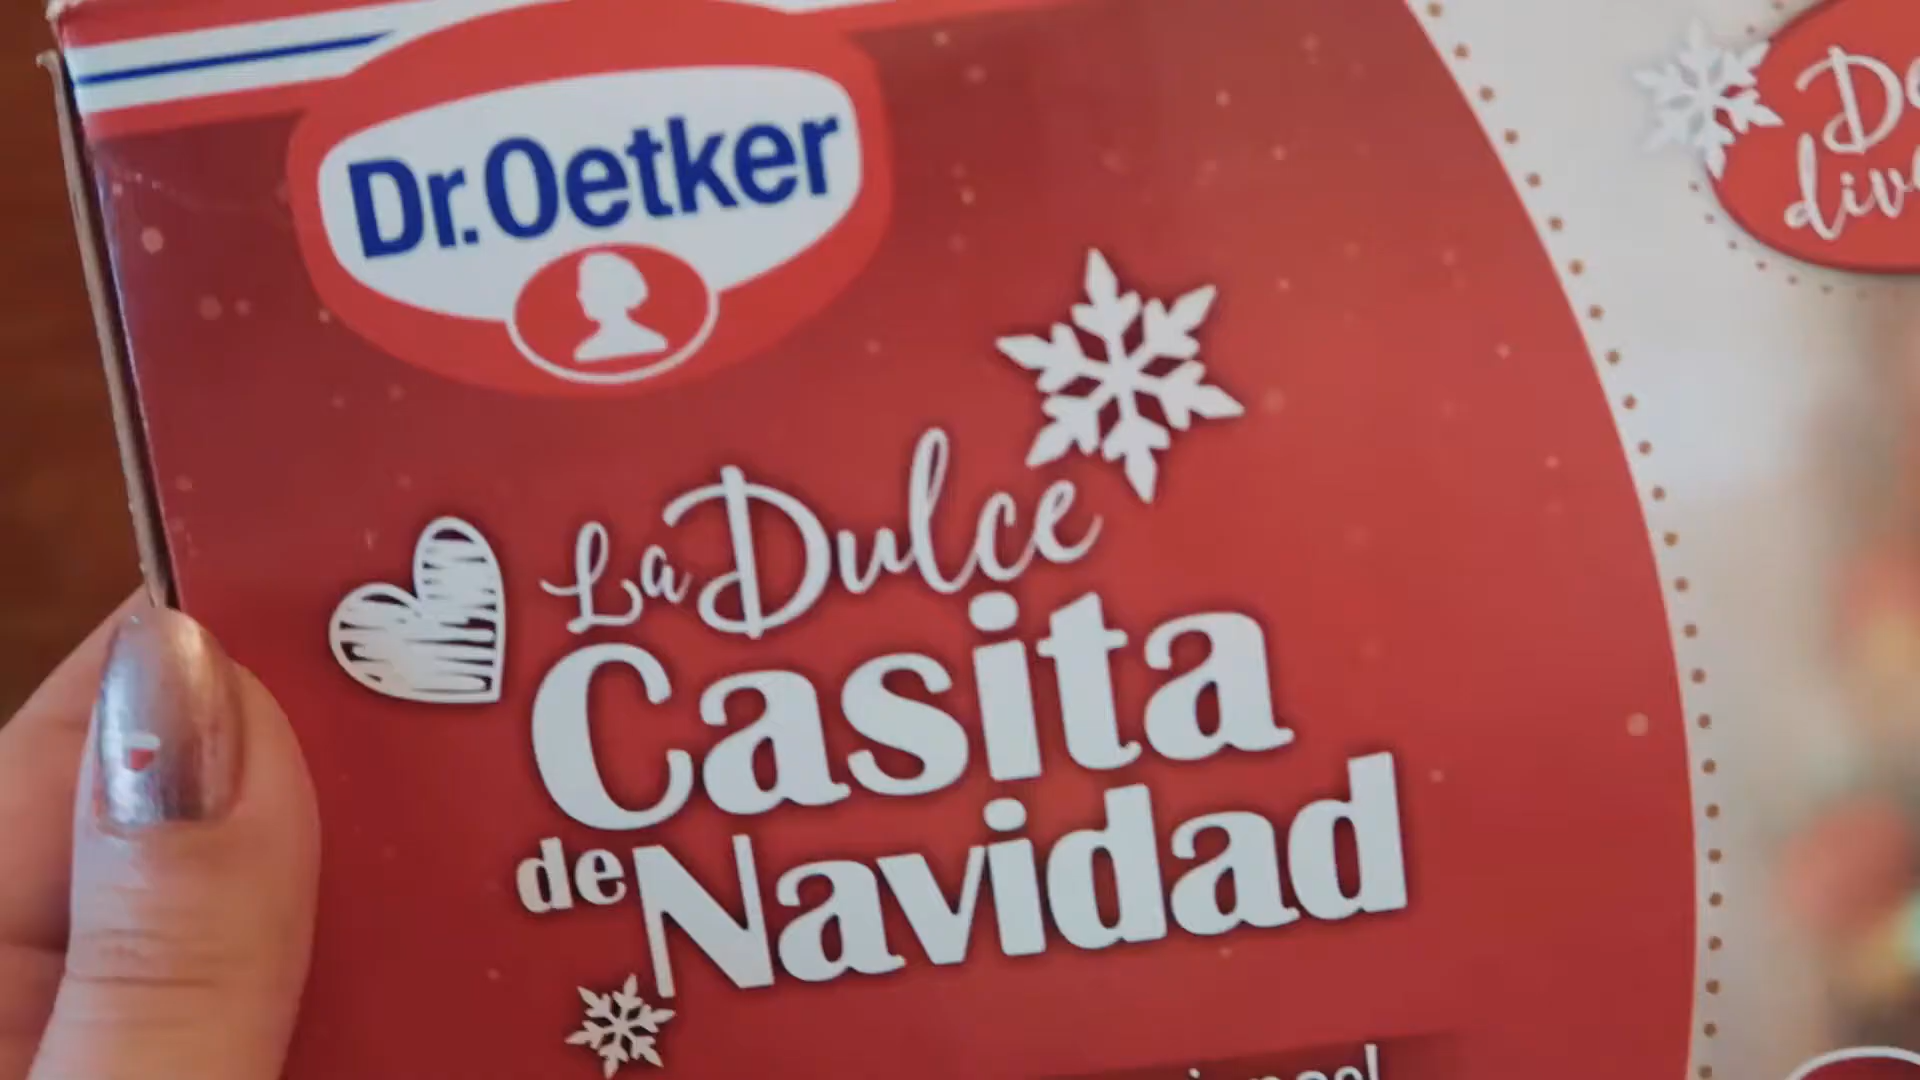 Dr. Oetker
La Dulce
Casita
de Navidad